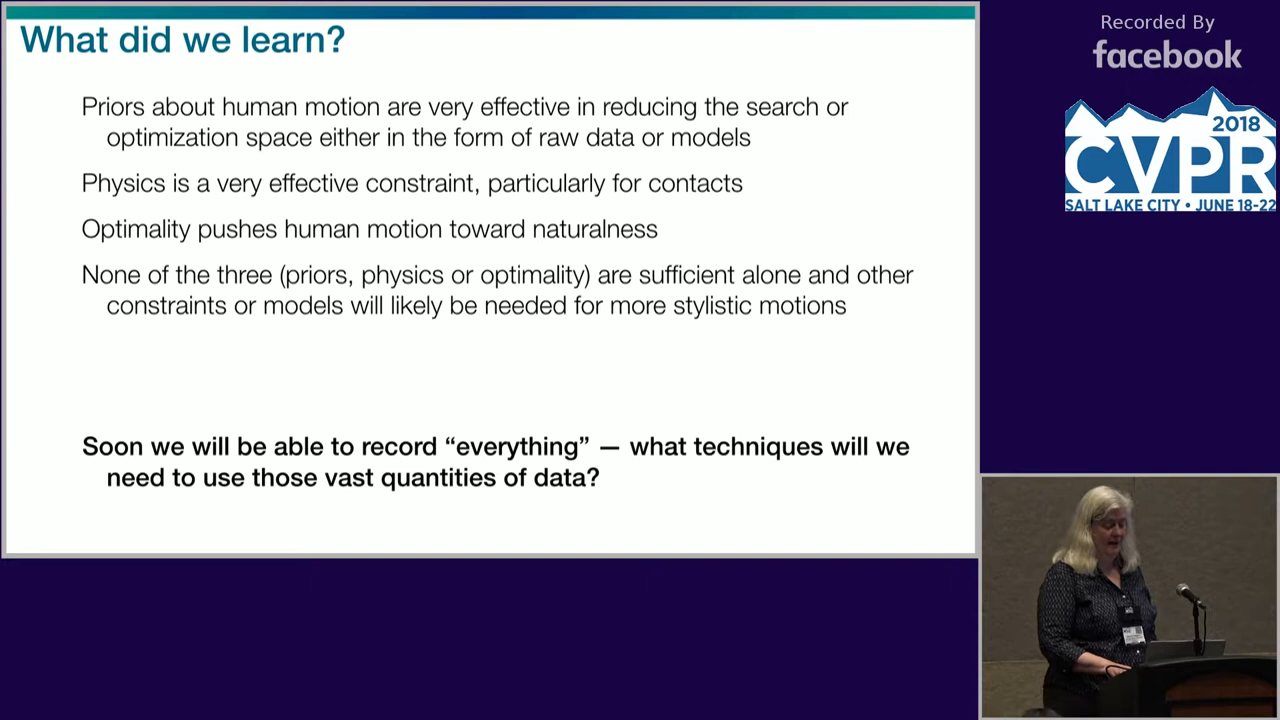 What did we learn?
Priors about human motion are very effective in reducing the search or
optimization space either in the form of raw data or models
Physics is a very effective constraint, particularly for contacts
Optimality pushes human motion toward naturalness
None of the three (priors, physics or optimality) are sufficient alone and other
constraints or models will likely be needed for more stylistic motions
Soon we will be able to record “everything” — what techniques will we
need to use those vast quantities of data?
Recorded By
facebook
2018
CVPR
SALT LAKE CITY • JUNE 18-22